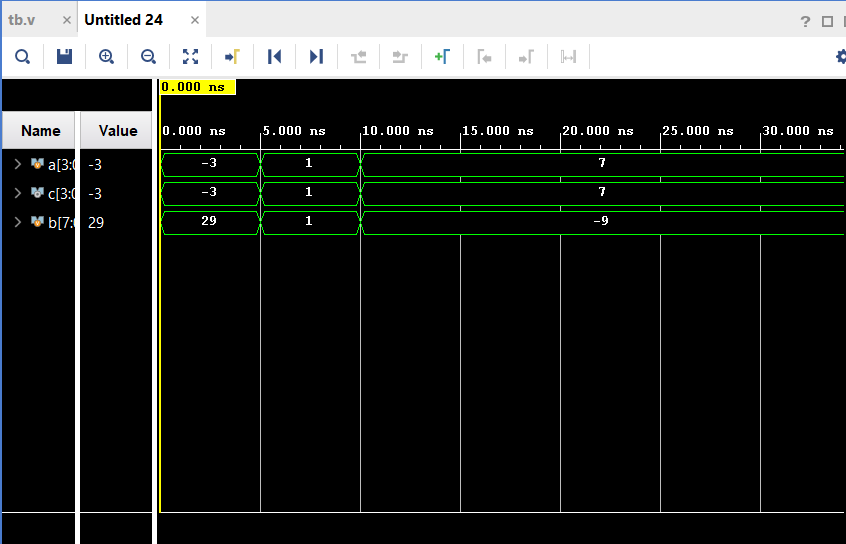 tb.v × Untitled 24 × ?
0.000 ns
Name Value 0.000 ns 5.000 ns 10.000 ns 15.000 ns 20.000 ns 25.000 ns 30.000 ns
a[3:0 -3 -3 1 7
c[3:0 -3 -3 1 7
b[7:0 29 29 1 -9